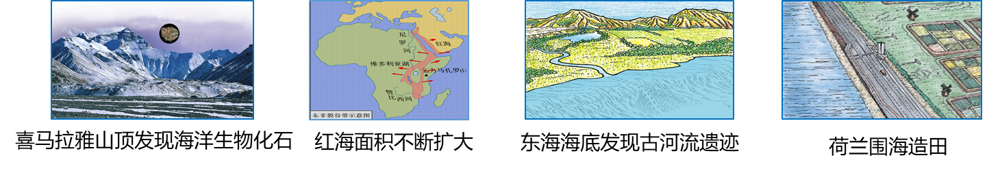 尼
罗
河
红海
维多利亚湖
乞力马扎罗山
赞
比西河
东非裂谷带示意图
喜马拉雅山顶发现海洋生物化石
红海面积不断扩大
东海海底发现古河流遗迹
荷兰围海造田